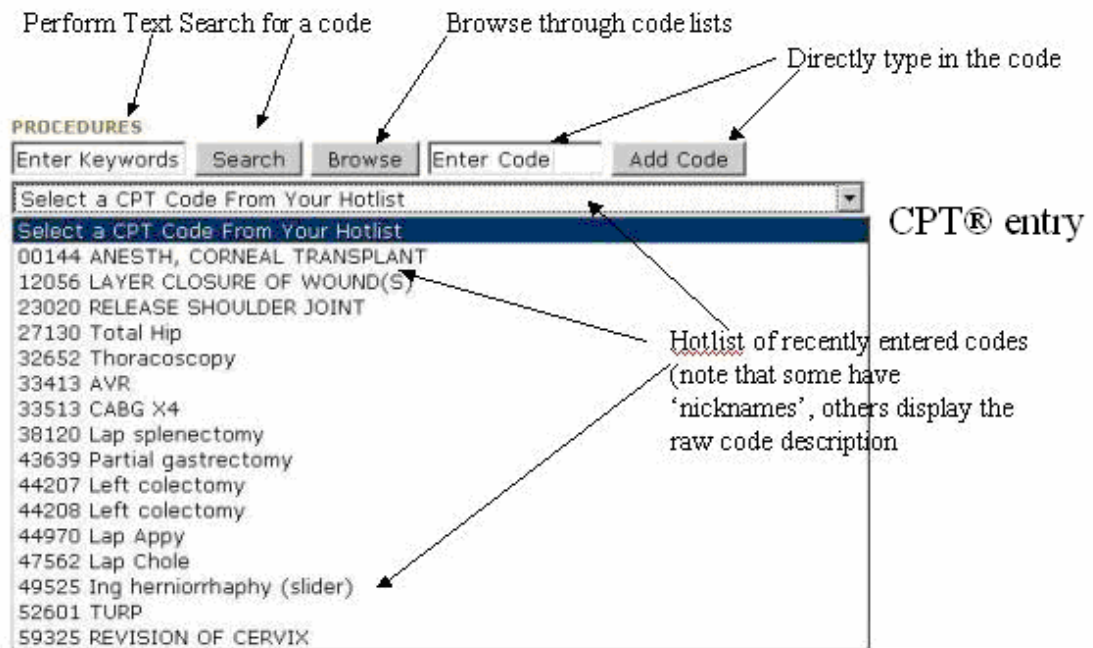 Perform Text Search for a code
Browse through code lists
Directly type in the code
PROCEDURES
Enter Keywords Search Browse Enter Code Add Code
Select a CPT Code From Your Hotlist
CPT® entry
Select a CPT Code From Your Hotlist
00144 ANESTH, CORNEAL TRANSPLANT
12056 LAYER CLOSURE OF WOUND(S)
23020 RELEASE SHOULDER JOINT
27130 Total Hip
32652 Thoracoscopy
33413 AVR
33513 CABG X4
38120 Lap splenectomy
43639 Partial gastrectomy
44207 Left colectomy
44208 Left colectomy
44970 Lap Appy
47562 Lap Chole
49525 Ing herniorrhaphy (slider)
52601 TURP
59325 REVISION OF CERVIX
Hotlist of recently entered codes
(note that some have
‘nicknames’, others display the
raw code description